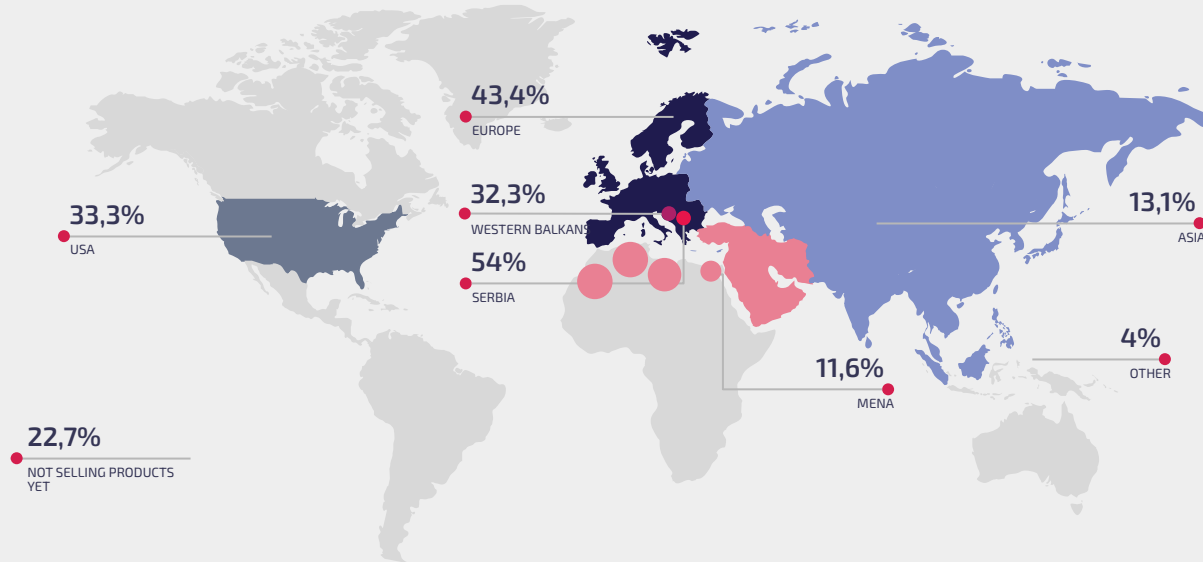 43,4%
EUROPE
33,3%
USA
32,3%
WESTERN BALKANS
13,1%
ASIA
54%
SERBIA
4%
OTHER
11,6%
MENA
22,7%
NOT SELLING PRODUCTS
YET